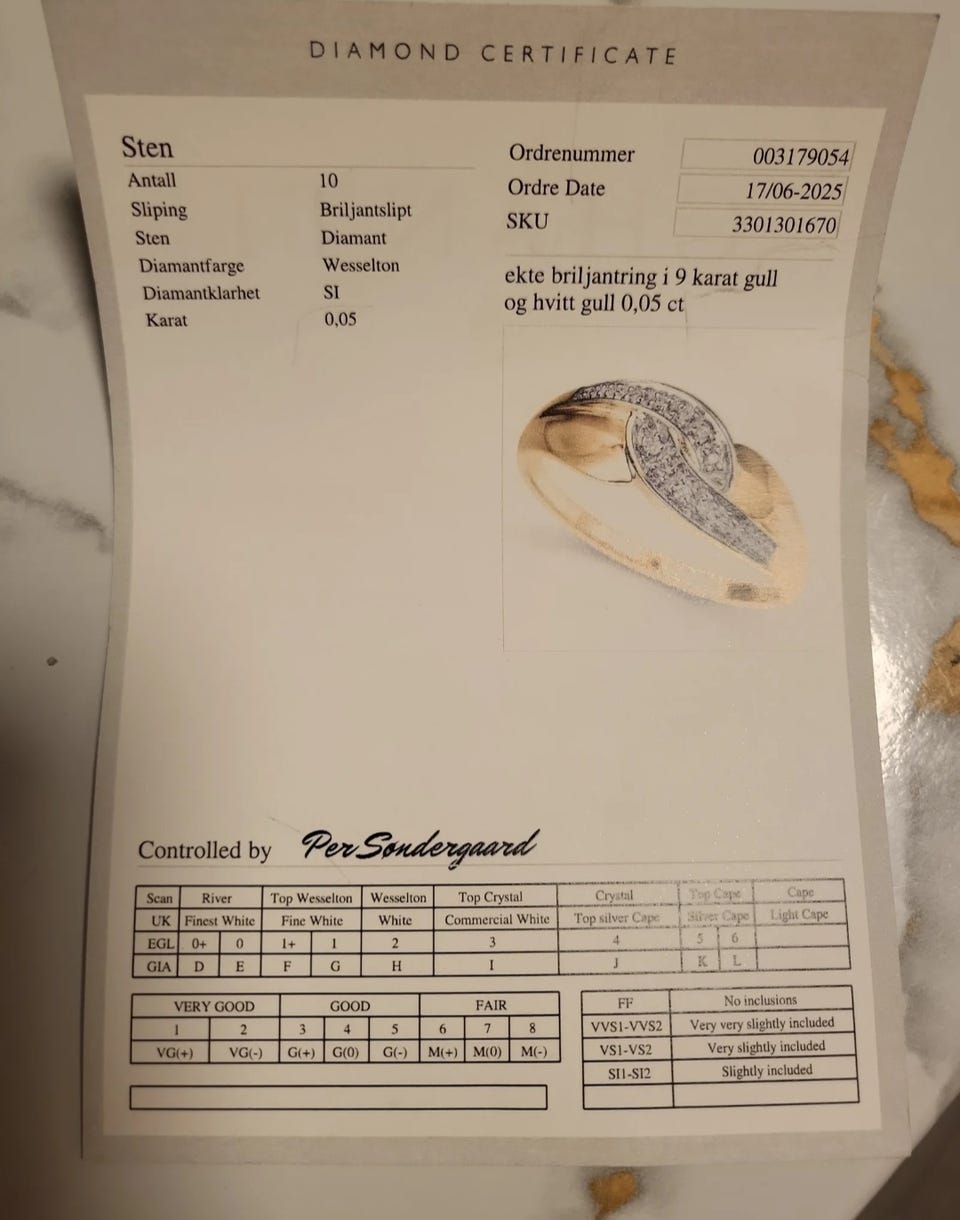 DIAMOND CERTIFICATE
Sten
Antall 10
Sliping Briljantslipt
Sten Diamant
Diamantfarge Wesselton
Diamantklarhet SI
Karat 0,05
Ordrenummer 003179054
Ordre Date 17/06-2025
SKU 3301301670
ekte briljantring i 9 karat gull
og hvitt gull 0,05 ct
Controlled by Per Sondergaard
Scan River Top Wesselton Wesselton Top Crystal Crystal Top Cape Cape
UK Finest White Fine White White Commercial White Top silver Cape Silver Cape Light Cape
EGL 0+ 0 1+ 1 2 3 4 5 6
GIA D E F G H I J K L
VERY GOOD GOOD FAIR
1 2 3 4 5 6 7 8
VG(+) VG(-) G(+) G(0) G(-) M(+) M(0) M(-)
FF No inclusions
VVS1-VVS2 Very very slightly included
VS1-VS2 Very slightly included
SI1-SI2 Slightly included